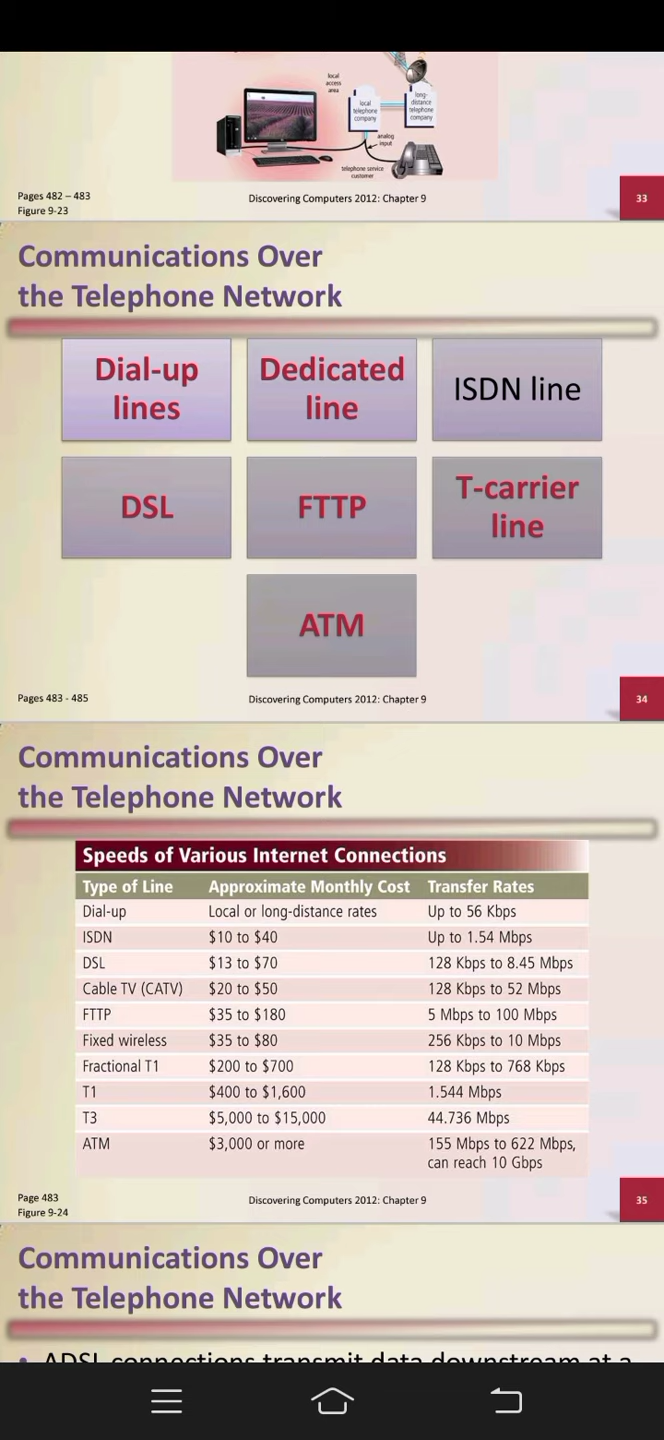 local
access
area
local
telephone
company
long-
distance
telephone
company
analog
input
telephone service
customer
Pages 482 – 483
Figure 9-23
Discovering Computers 2012: Chapter 9
33
Communications Over
the Telephone Network
Dial-up
lines
Dedicated
line
ISDN line
DSL
FTTP
T-carrier
line
ATM
Pages 483 - 485
Discovering Computers 2012: Chapter 9
34
Communications Over
the Telephone Network
Speeds of Various Internet Connections
Type of Line Approximate Monthly Cost Transfer Rates
Dial-up Local or long-distance rates Up to 56 Kbps
ISDN $10 to $40 Up to 1.54 Mbps
DSL $13 to $70 128 Kbps to 8.45 Mbps
Cable TV (CATV) $20 to $50 128 Kbps to 52 Mbps
FTTP $35 to $180 5 Mbps to 100 Mbps
Fixed wireless $35 to $80 256 Kbps to 10 Mbps
Fractional T1 $200 to $700 128 Kbps to 768 Kbps
T1 $400 to $1,600 1.544 Mbps
T3 $5,000 to $15,000 44.736 Mbps
ATM $3,000 or more 155 Mbps to 622 Mbps,
can reach 10 Gbps
Page 483
Figure 9-24
Discovering Computers 2012: Chapter 9
35
Communications Over
the Telephone Network
• ADSL connections transmit data downstream at a